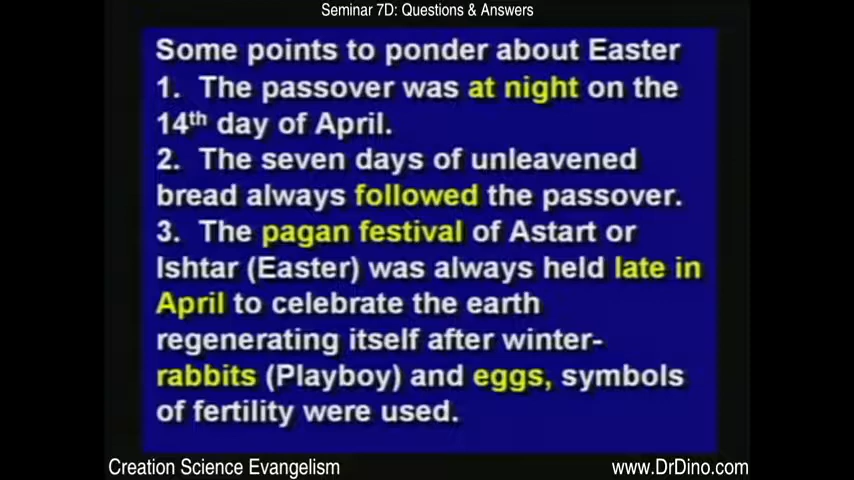 Seminar 7D: Questions & Answers
Some points to ponder about Easter
1. The passover was at night on the
14th day of April.
2. The seven days of unleavened
bread always followed the passover.
3. The pagan festival of Astart or
Ishtar (Easter) was always held late in
April to celebrate the earth
regenerating itself after winter-
rabbits (Playboy) and eggs, symbols
of fertility were used.
Creation Science Evangelism
www.DrDino.com